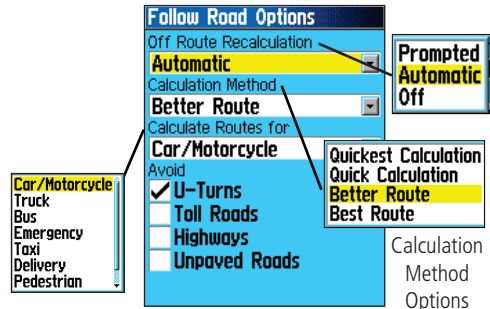 Follow Road Options
Off Route Recalculation
Automatic
Calculation Method
Better Route
Calculate Routes for
Car/Motorcycle
Avoid
U-Turns
Toll Roads
Highways
Unpaved Roads
Prompted
Automatic
Off
Quickest Calculation
Quick Calculation
Better Route
Best Route
Calculation
Method
Options
Car/Motorcycle
Truck
Bus
Emergency
Taxi
Delivery
Pedestrian